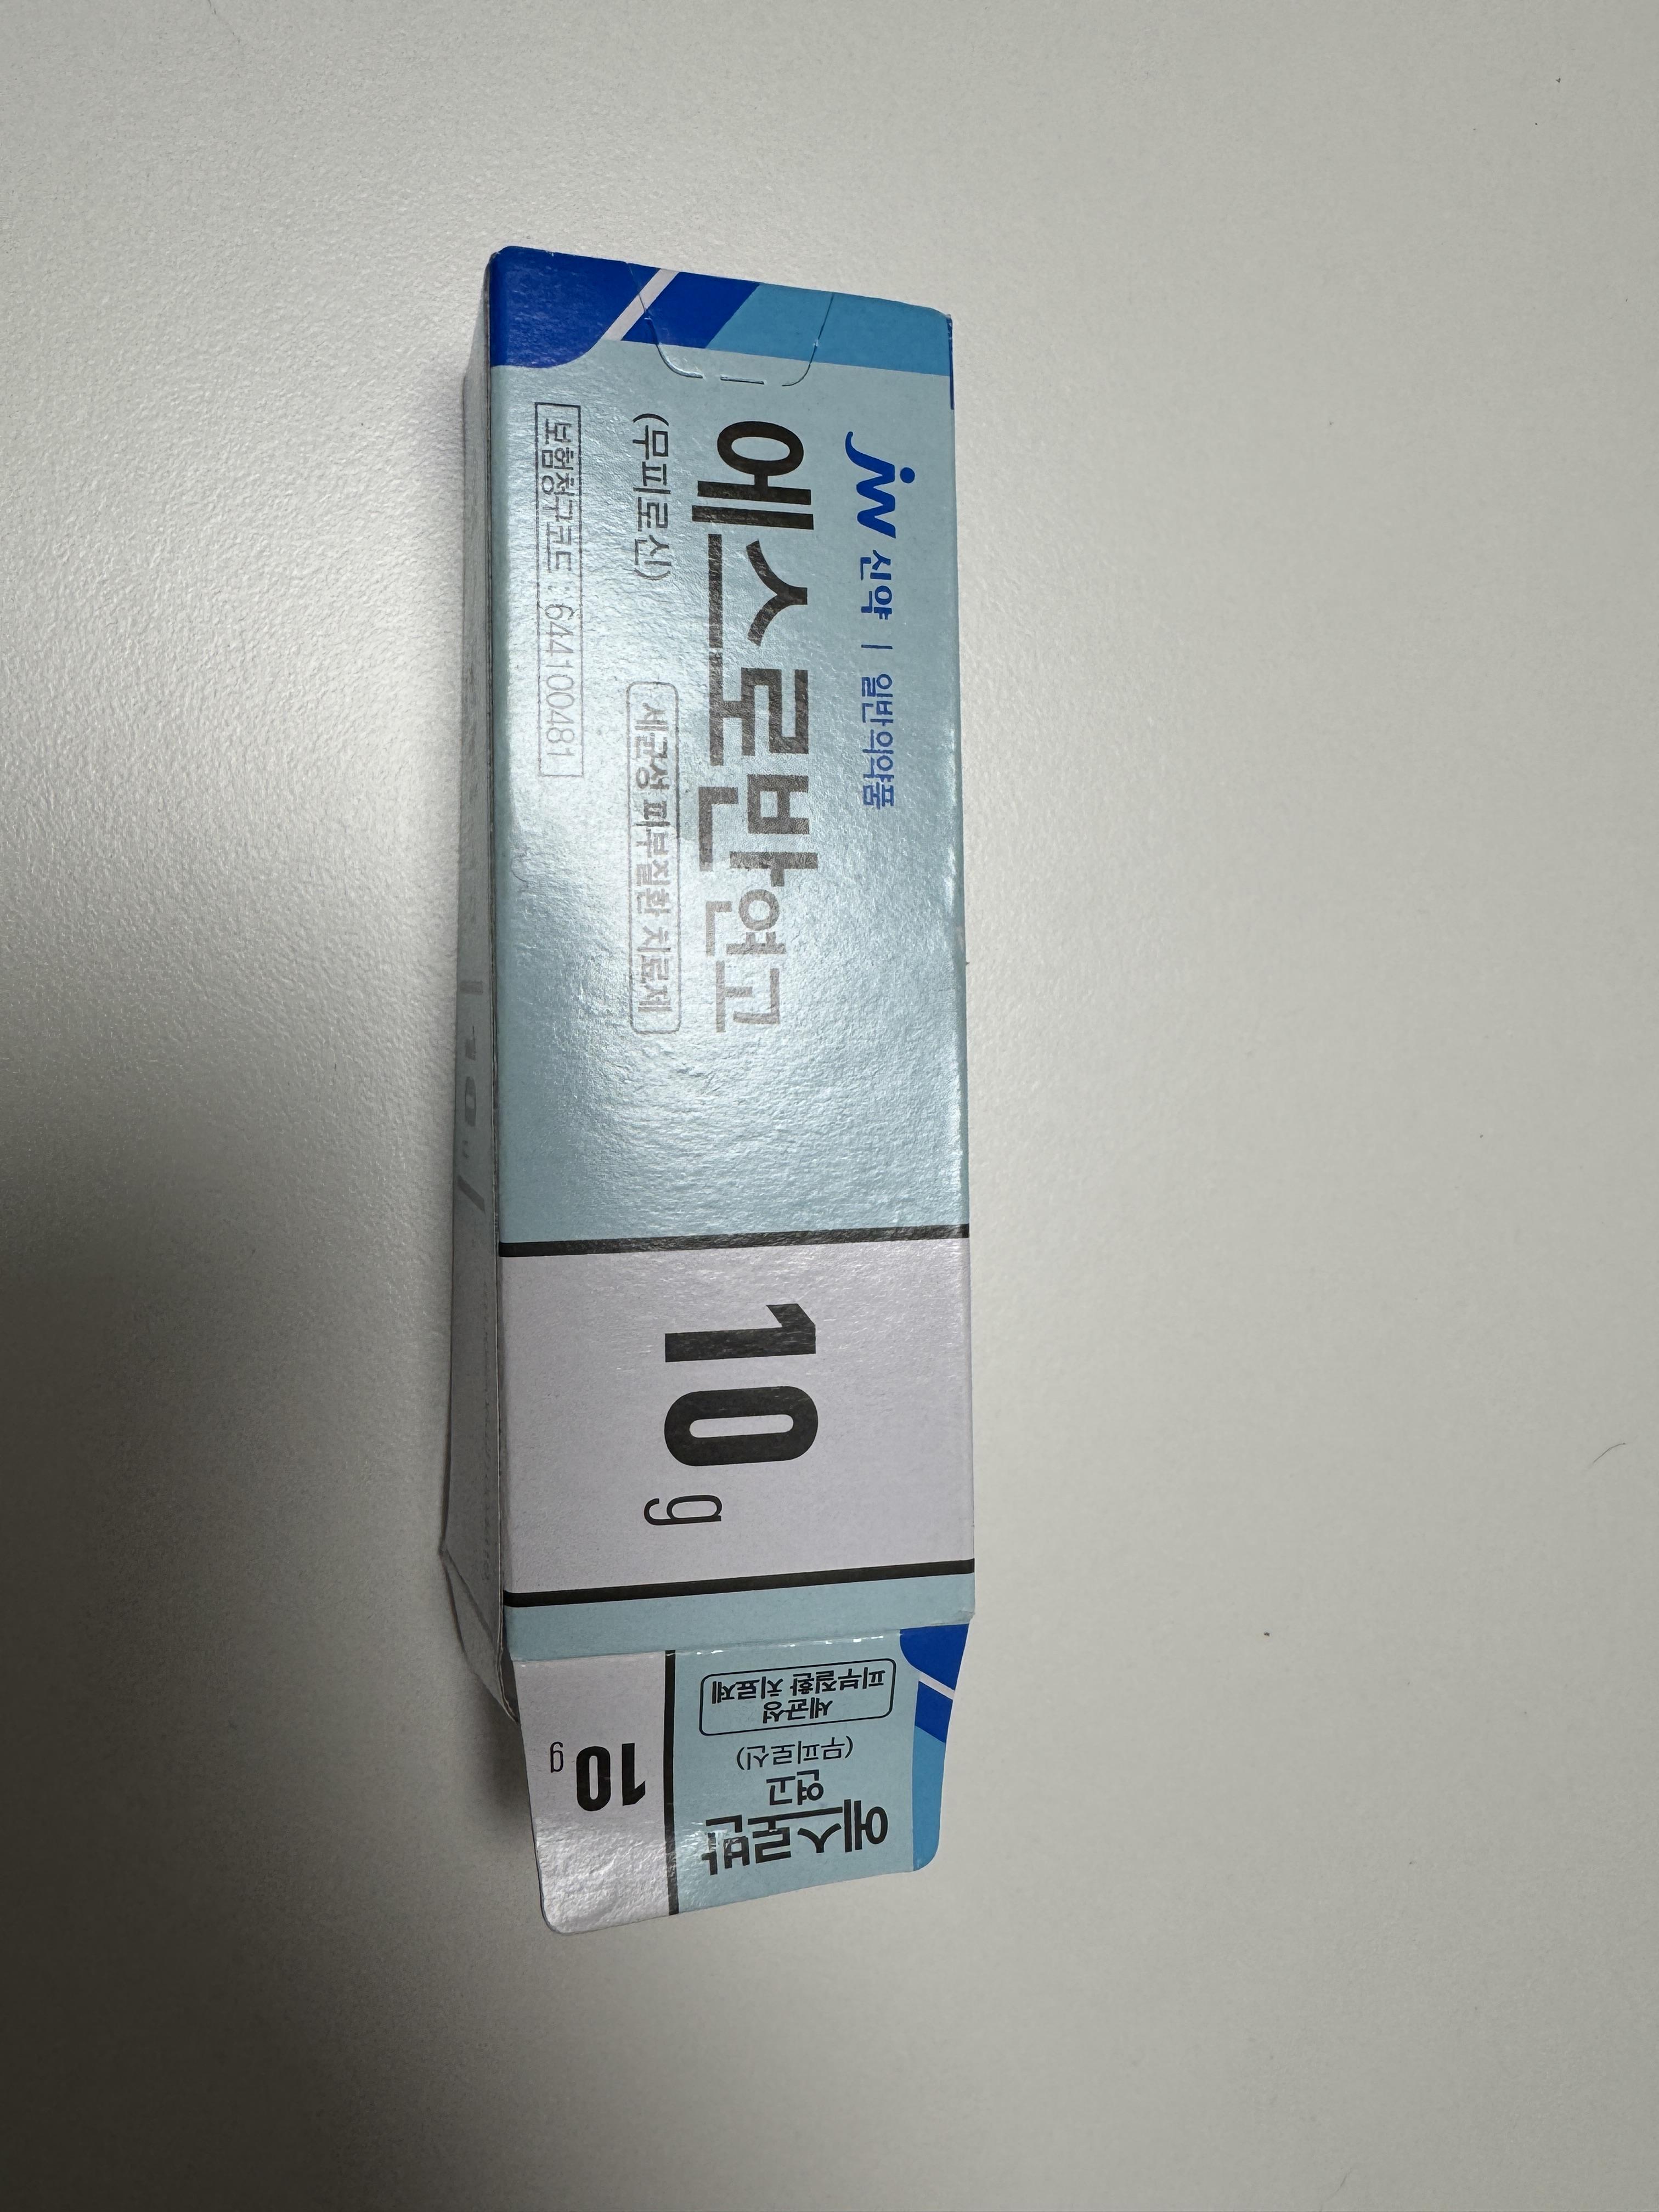 JW 신약 | 일반의약품
에스로반연고
(무피로신)
세균성 피부질환 치료제
보험청구코드 : 644100481
10 g
에스로반
연고
(무피로신)
세균성
피부질환 치료제
10 g